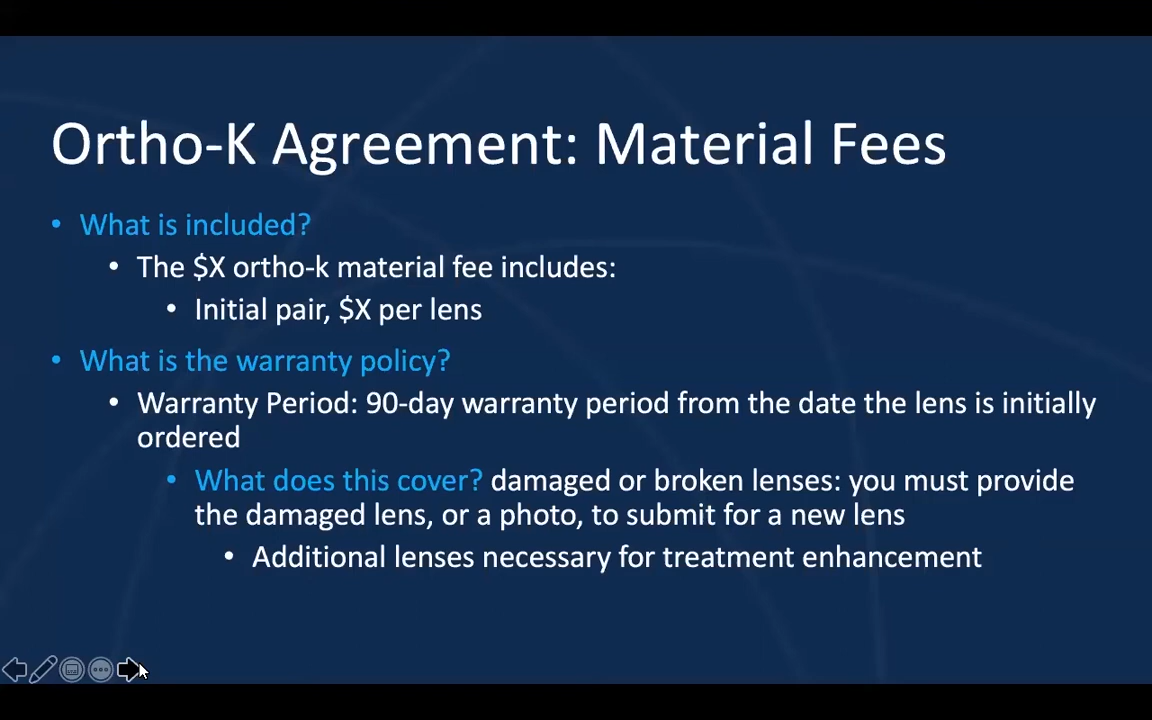 Ortho-K Agreement: Material Fees
• What is included?
• The $X ortho-k material fee includes:
• Initial pair, $X per lens
• What is the warranty policy?
• Warranty Period: 90-day warranty period from the date the lens is initially
ordered
• What does this cover? damaged or broken lenses: you must provide
the damaged lens, or a photo, to submit for a new lens
• Additional lenses necessary for treatment enhancement